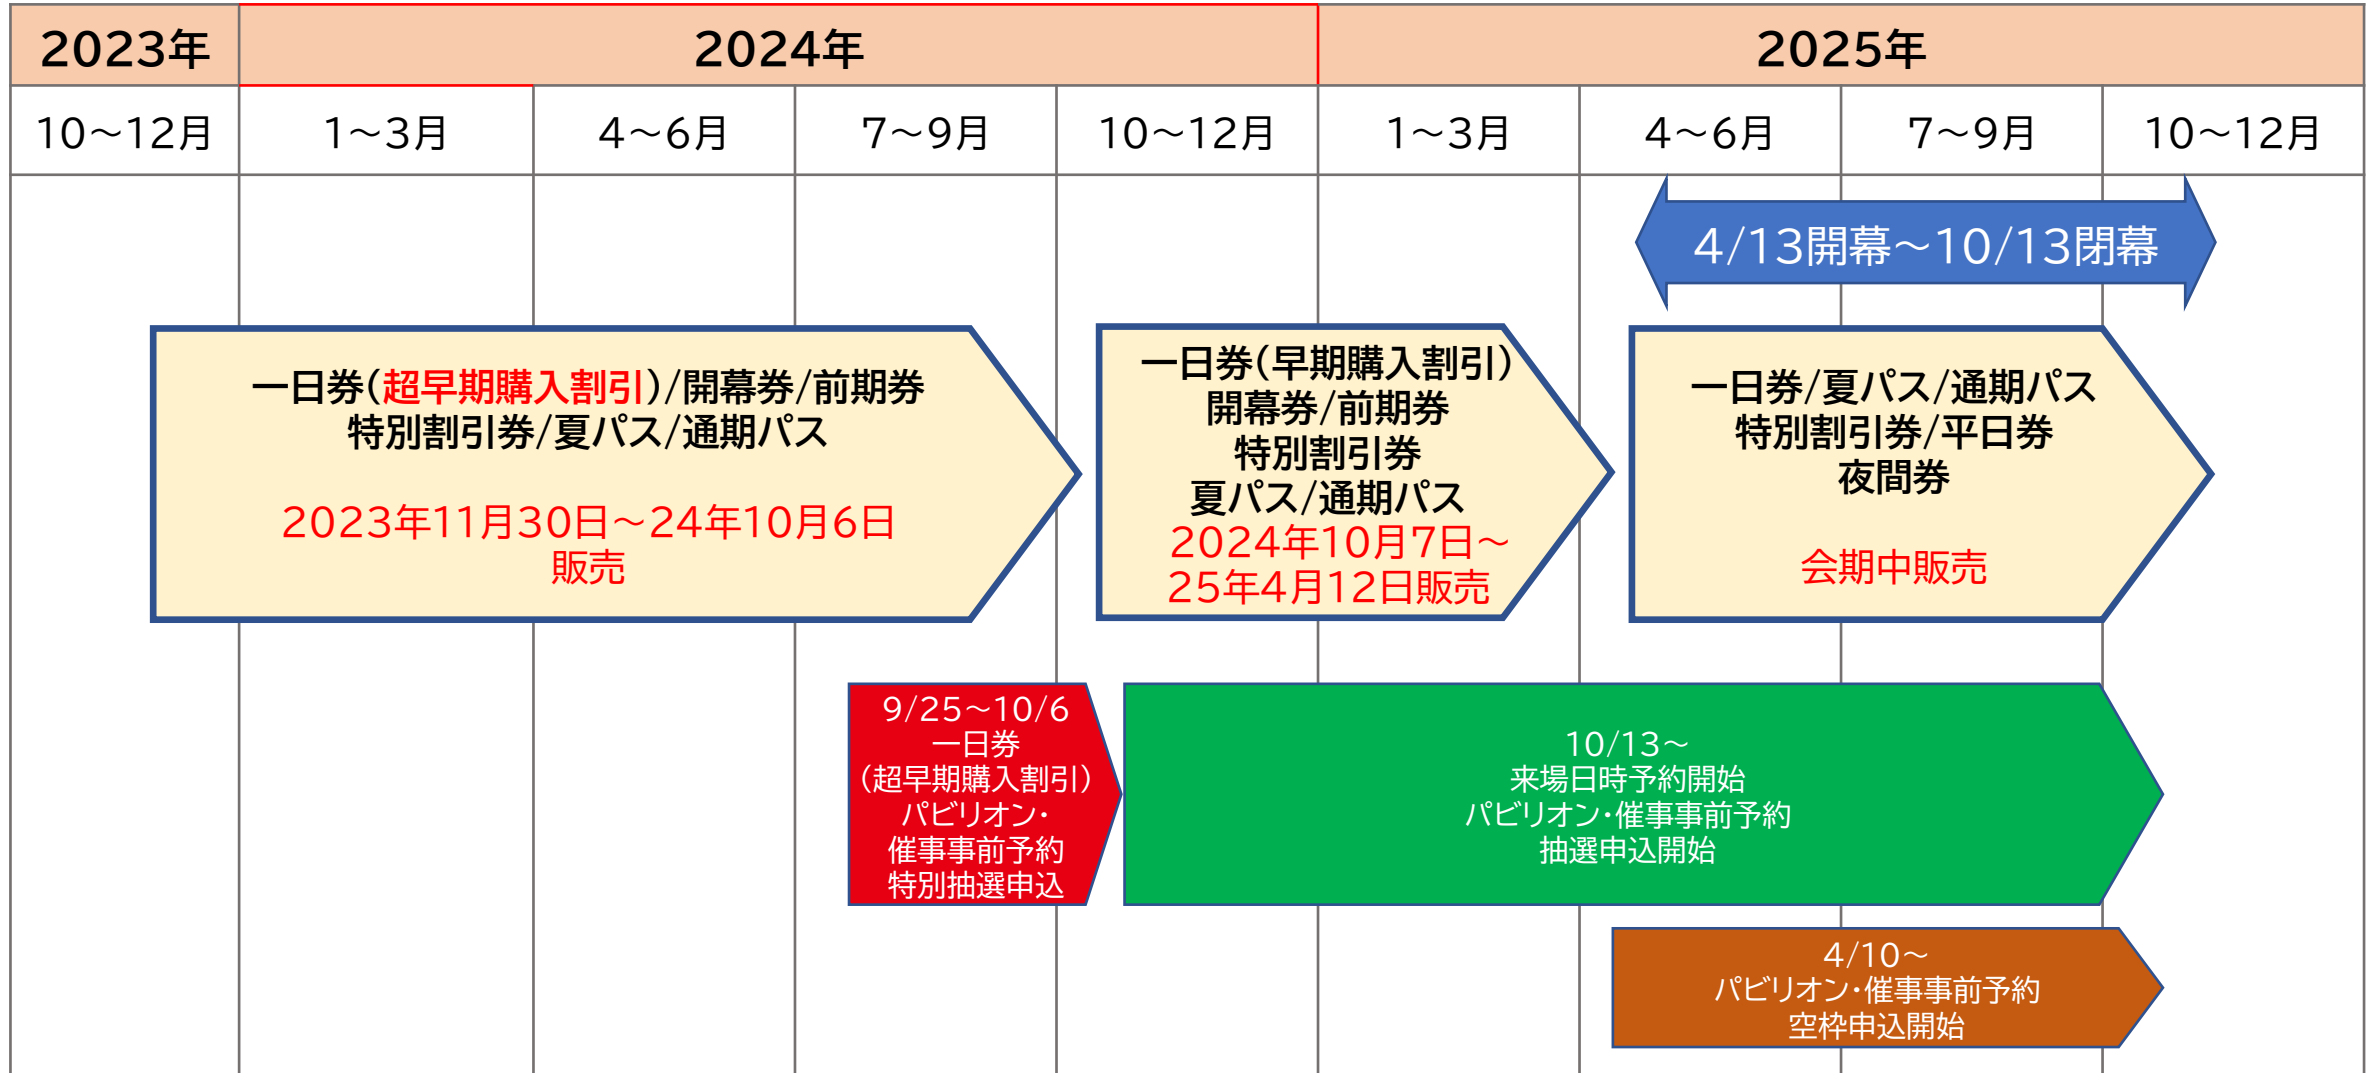 2023年
2024年
2025年
10～12月
1～3月
4～6月
7～9月
10～12月
1～3月
4～6月
7～9月
10～12月
4/13開幕～10/13閉幕
一日券(超早期購入割引)/開幕券/前期券
特別割引券/夏パス/通期パス
2023年11月30日～24年10月6日
販売
一日券(早期購入割引)
開幕券/前期券
特別割引券
夏パス/通期パス
2024年10月7日～
25年4月12日販売
一日券/夏パス/通期パス
特別割引券/平日券
夜間券
会期中販売
9/25～10/6
一日券
(超早期購入割引)
パビリオン・
催事事前予約
特別抽選申込
10/13～
来場日時予約開始
パビリオン・催事事前予約
抽選申込開始
4/10～
パビリオン・催事事前予約
空枠申込開始